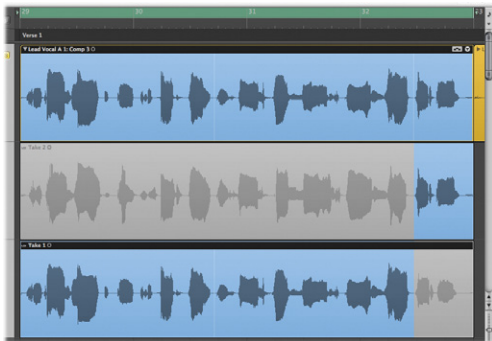 29 30 31 32
Verse 1
Lead Vocal A 1: Comp 3
Take 2
Take 1